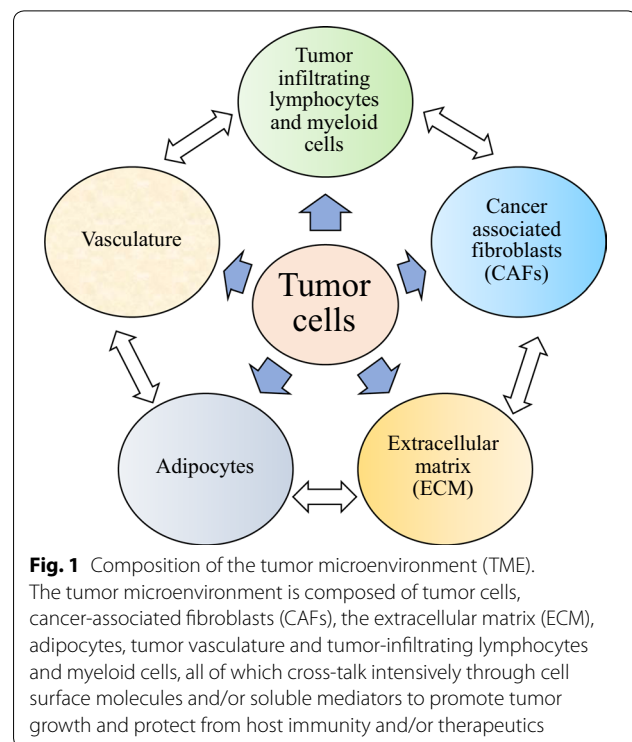 Tumor
infiltrating
lymphocytes
and myeloid
cells
Vasculature
Cancer
associated
fibroblasts
(CAFs)
Tumor
cells
Adipocytes
Extracellular
matrix
(ECM)
Fig. 1 Composition of the tumor microenvironment (TME).
The tumor microenvironment is composed of tumor cells,
cancer-associated fibroblasts (CAFs), the extracellular matrix (ECM),
adipocytes, tumor vasculature and tumor-infiltrating lymphocytes
and myeloid cells, all of which cross-talk intensively through cell
surface molecules and/or soluble mediators to promote tumor
growth and protect from host immunity and/or therapeutics